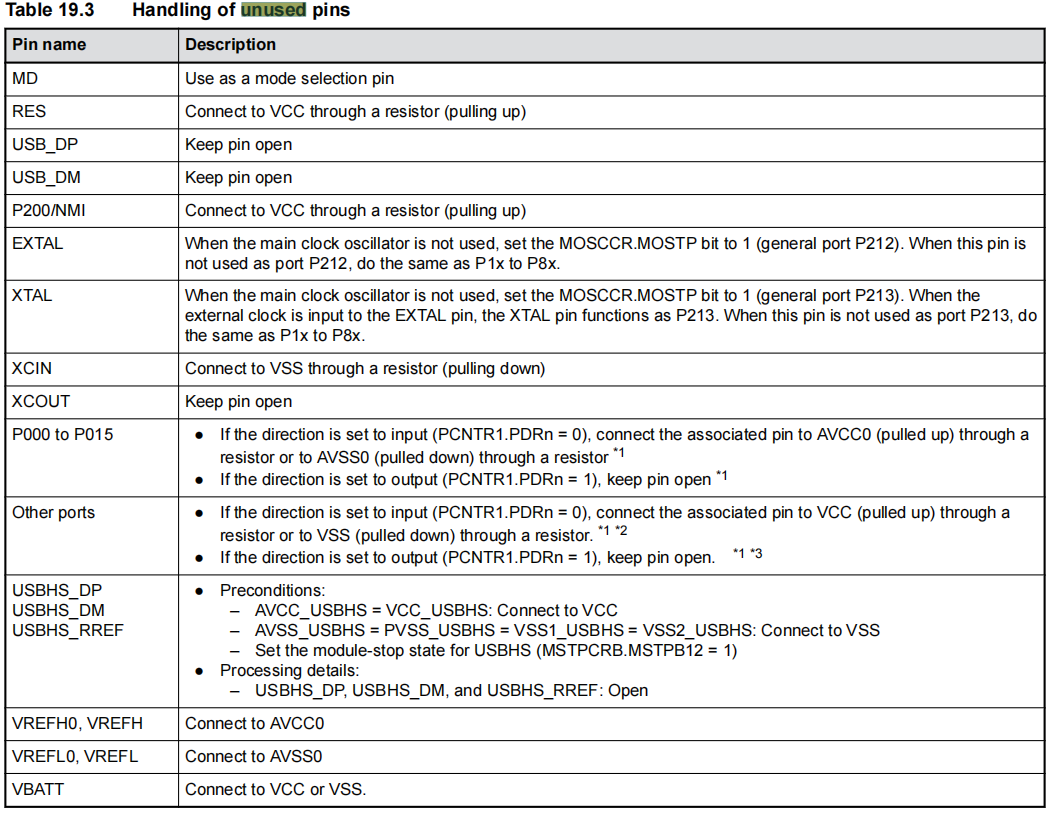 Table 19.3 Handling of unused pins
Pin name Description
MD Use as a mode selection pin
RES Connect to VCC through a resistor (pulling up)
USB_DP Keep pin open
USB_DM Keep pin open
P200/NMI Connect to VCC through a resistor (pulling up)
EXTAL When the main clock oscillator is not used, set the MOSCCR.MOSTP bit to 1 (general port P212). When this pin is
not used as port P212, do the same as P1x to P8x.
XTAL When the main clock oscillator is not used, set the MOSCCR.MOSTP bit to 1 (general port P213). When the
external clock is input to the EXTAL pin, the XTAL pin functions as P213. When this pin is not used as port P213, do
the same as P1x to P8x.
XCIN Connect to VSS through a resistor (pulling down)
XCOUT Keep pin open
P000 to P015 ● If the direction is set to input (PCNTR1.PDRn = 0), connect the associated pin to AVCC0 (pulled up) through a
resistor or to AVSS0 (pulled down) through a resistor *1
● If the direction is set to output (PCNTR1.PDRn = 1), keep pin open *1
Other ports ● If the direction is set to input (PCNTR1.PDRn = 0), connect the associated pin to VCC (pulled up) through a
resistor or to VSS (pulled down) through a resistor. *1 *2
● If the direction is set to output (PCNTR1.PDRn = 1), keep pin open. *1 *3
USBHS_DP ● Preconditions:
USBHS_DM – AVCC_USBHS = VCC_USBHS: Connect to VCC
USBHS_RREF – AVSS_USBHS = PVSS_USBHS = VSS1_USBHS = VSS2_USBHS: Connect to VSS
– Set the module-stop state for USBHS (MSTPCRB.MSTPB12 = 1)
● Processing details:
– USBHS_DP, USBHS_DM, and USBHS_RREF: Open
VREFH0, VREFH Connect to AVCC0
VREFL0, VREFL Connect to AVSS0
VBATT Connect to VCC or VSS.